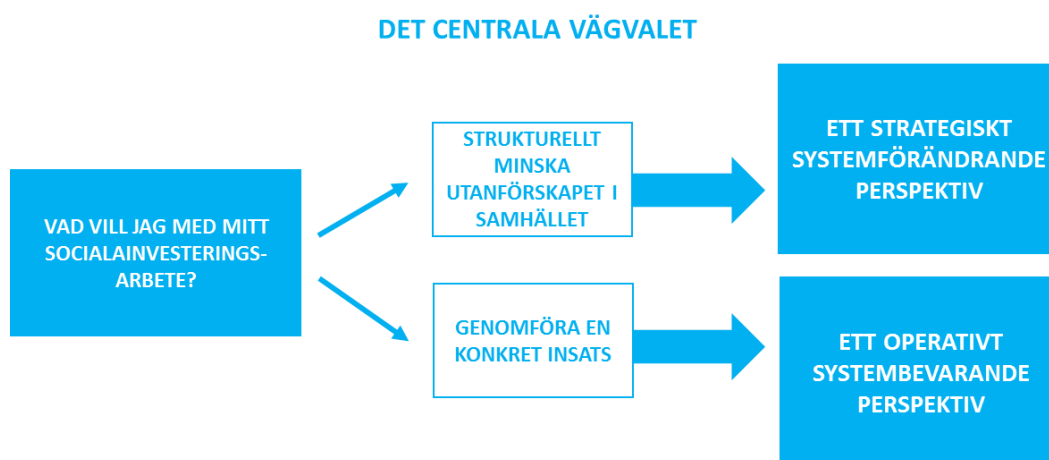 DET CENTRALA VÄGVALET
VAD VILL JAG MED MITT
SOCIALAINVESTERINGS-
ARBETE?
STRUKTURELLT
MINSKA
UTANFÖRSKAPET I
SAMHÄLLET
ETT STRATEGISKT
SYSTEMFÖRÄNDRANDE
PERSPEKTIV
GENOMFÖRA EN
KONKRET INSATS
ETT OPERATIVT
SYSTEMBEVARANDE
PERSPEKTIV